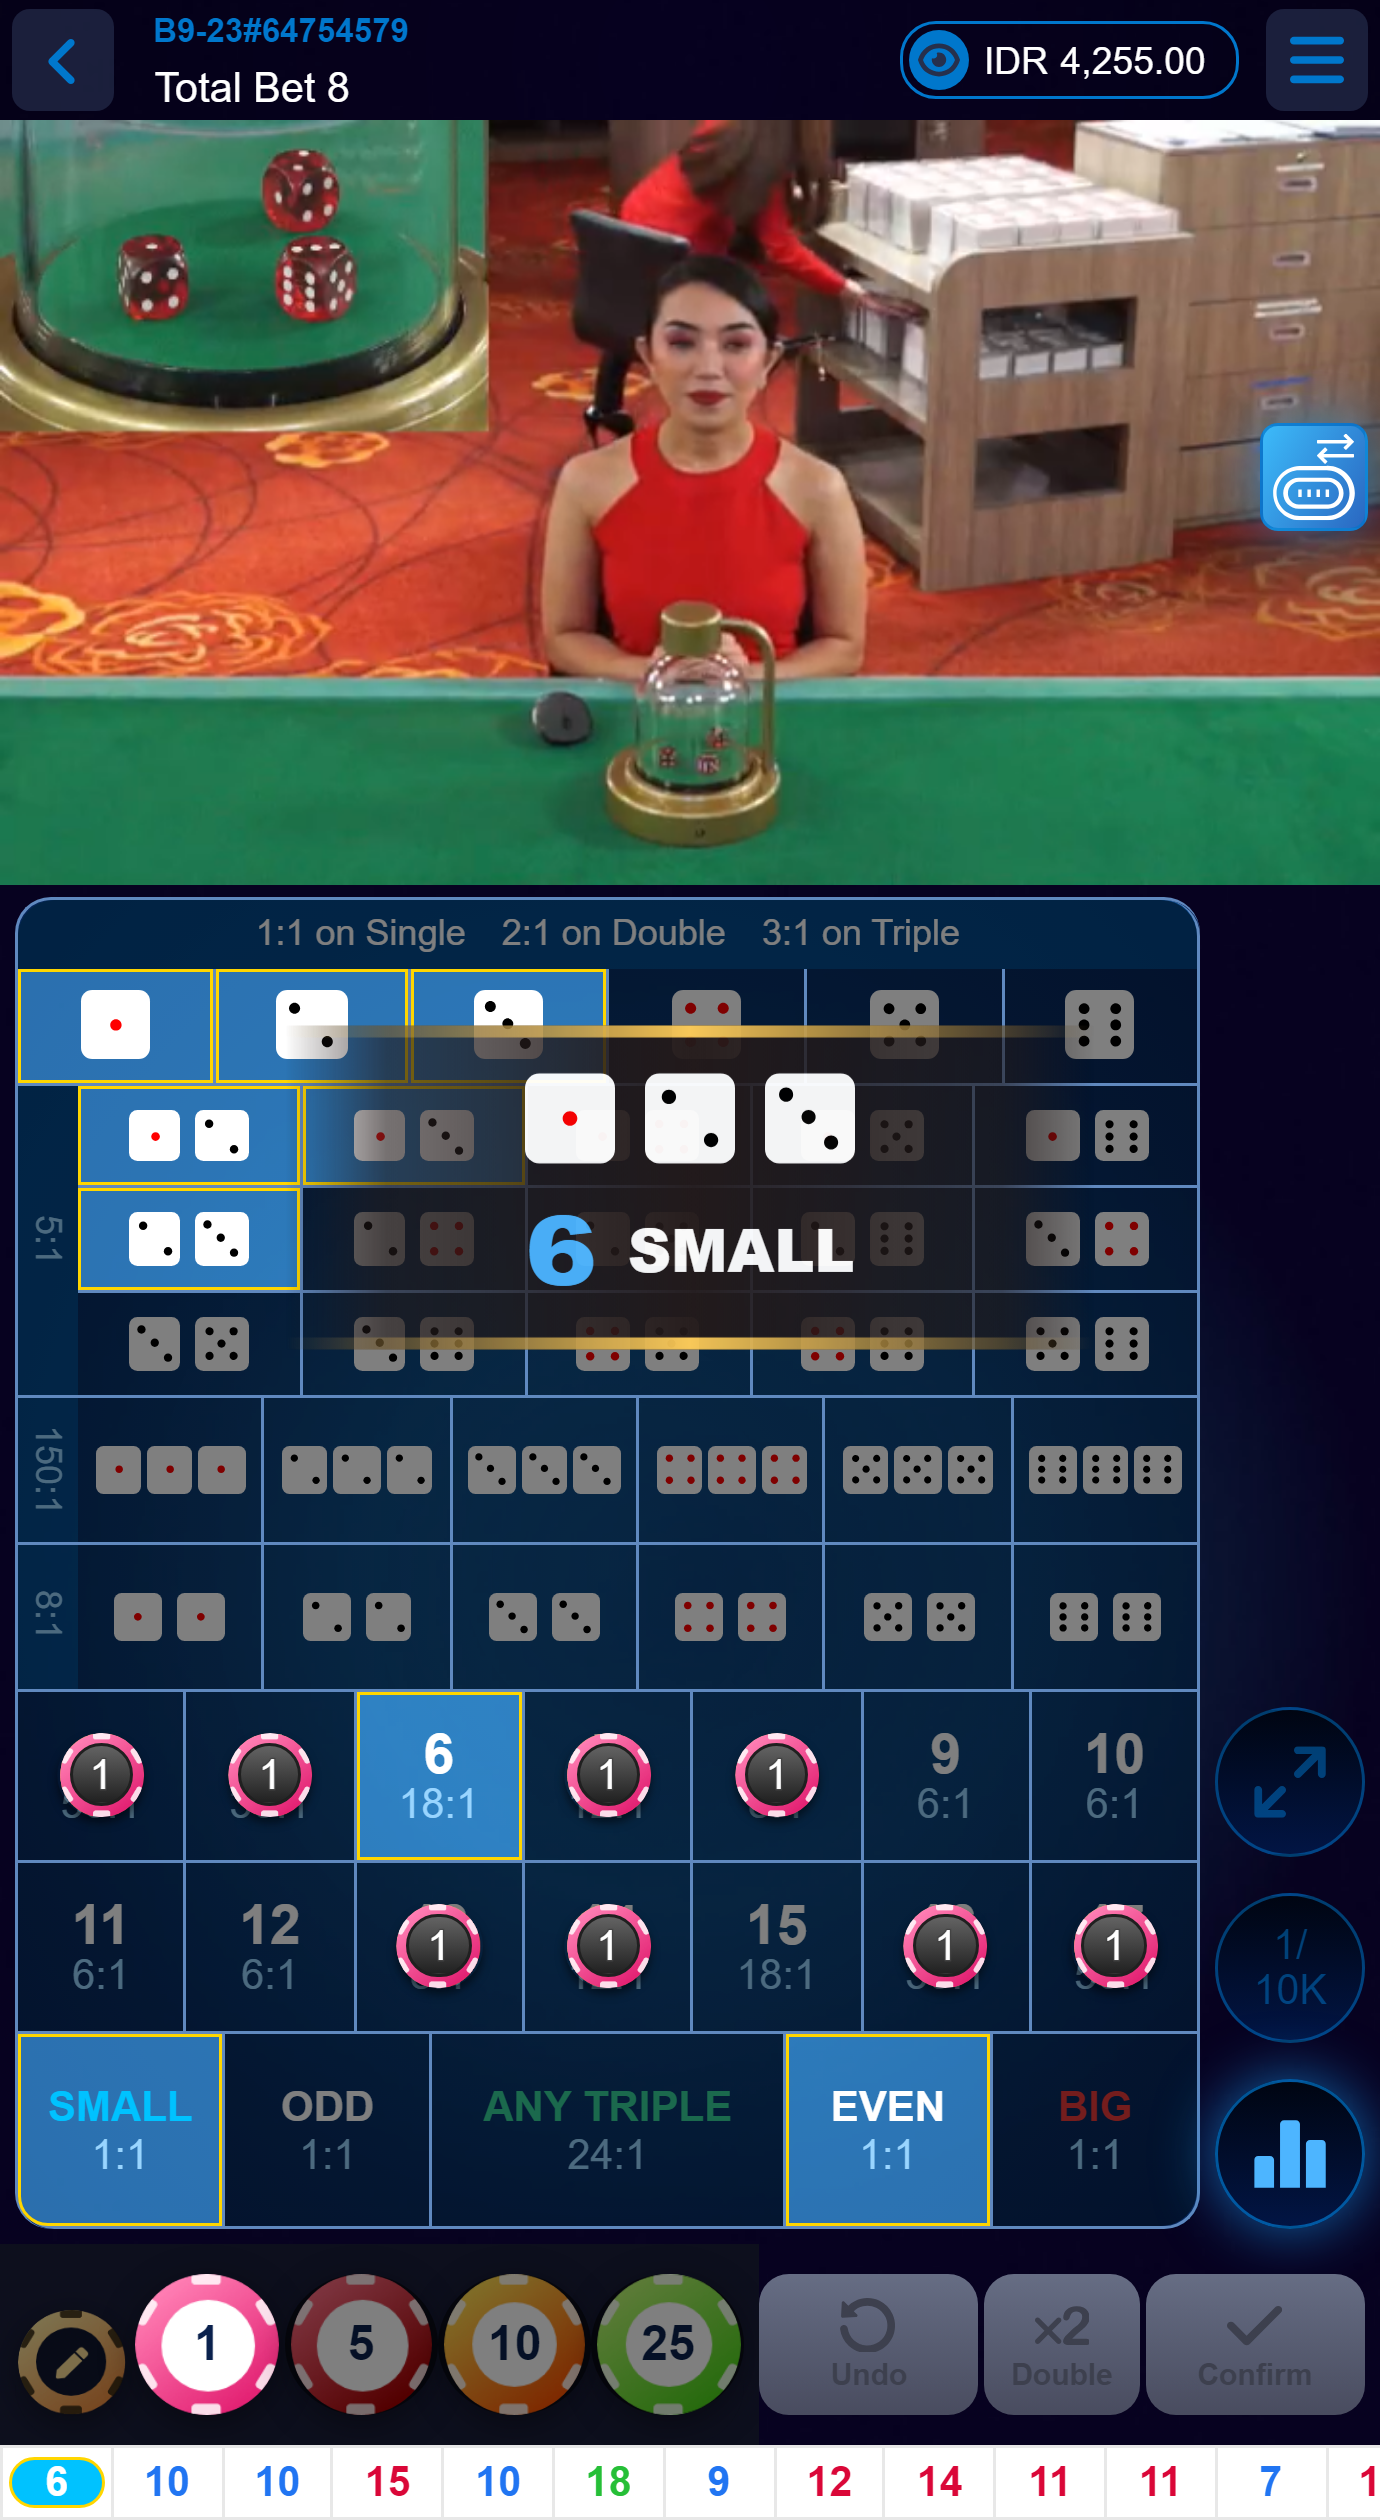 B9-23#64754579
Total Bet 8
IDR 4,255.00
1:1 on Single 2:1 on Double 3:1 on Triple
5:1
6 SMALL
150:1
8:1
1 1 6 1 1 9 10
18:1 6:1 6:1
11 12 1 1 15 1 1
6:1 6:1 18:1
1/
10K
SMALL ODD ANY TRIPLE EVEN BIG
1:1 1:1 24:1 1:1 1:1
1 5 10 25
x2
Undo Double Confirm
6 10 10 15 10 18 9 12 14 11 11 7